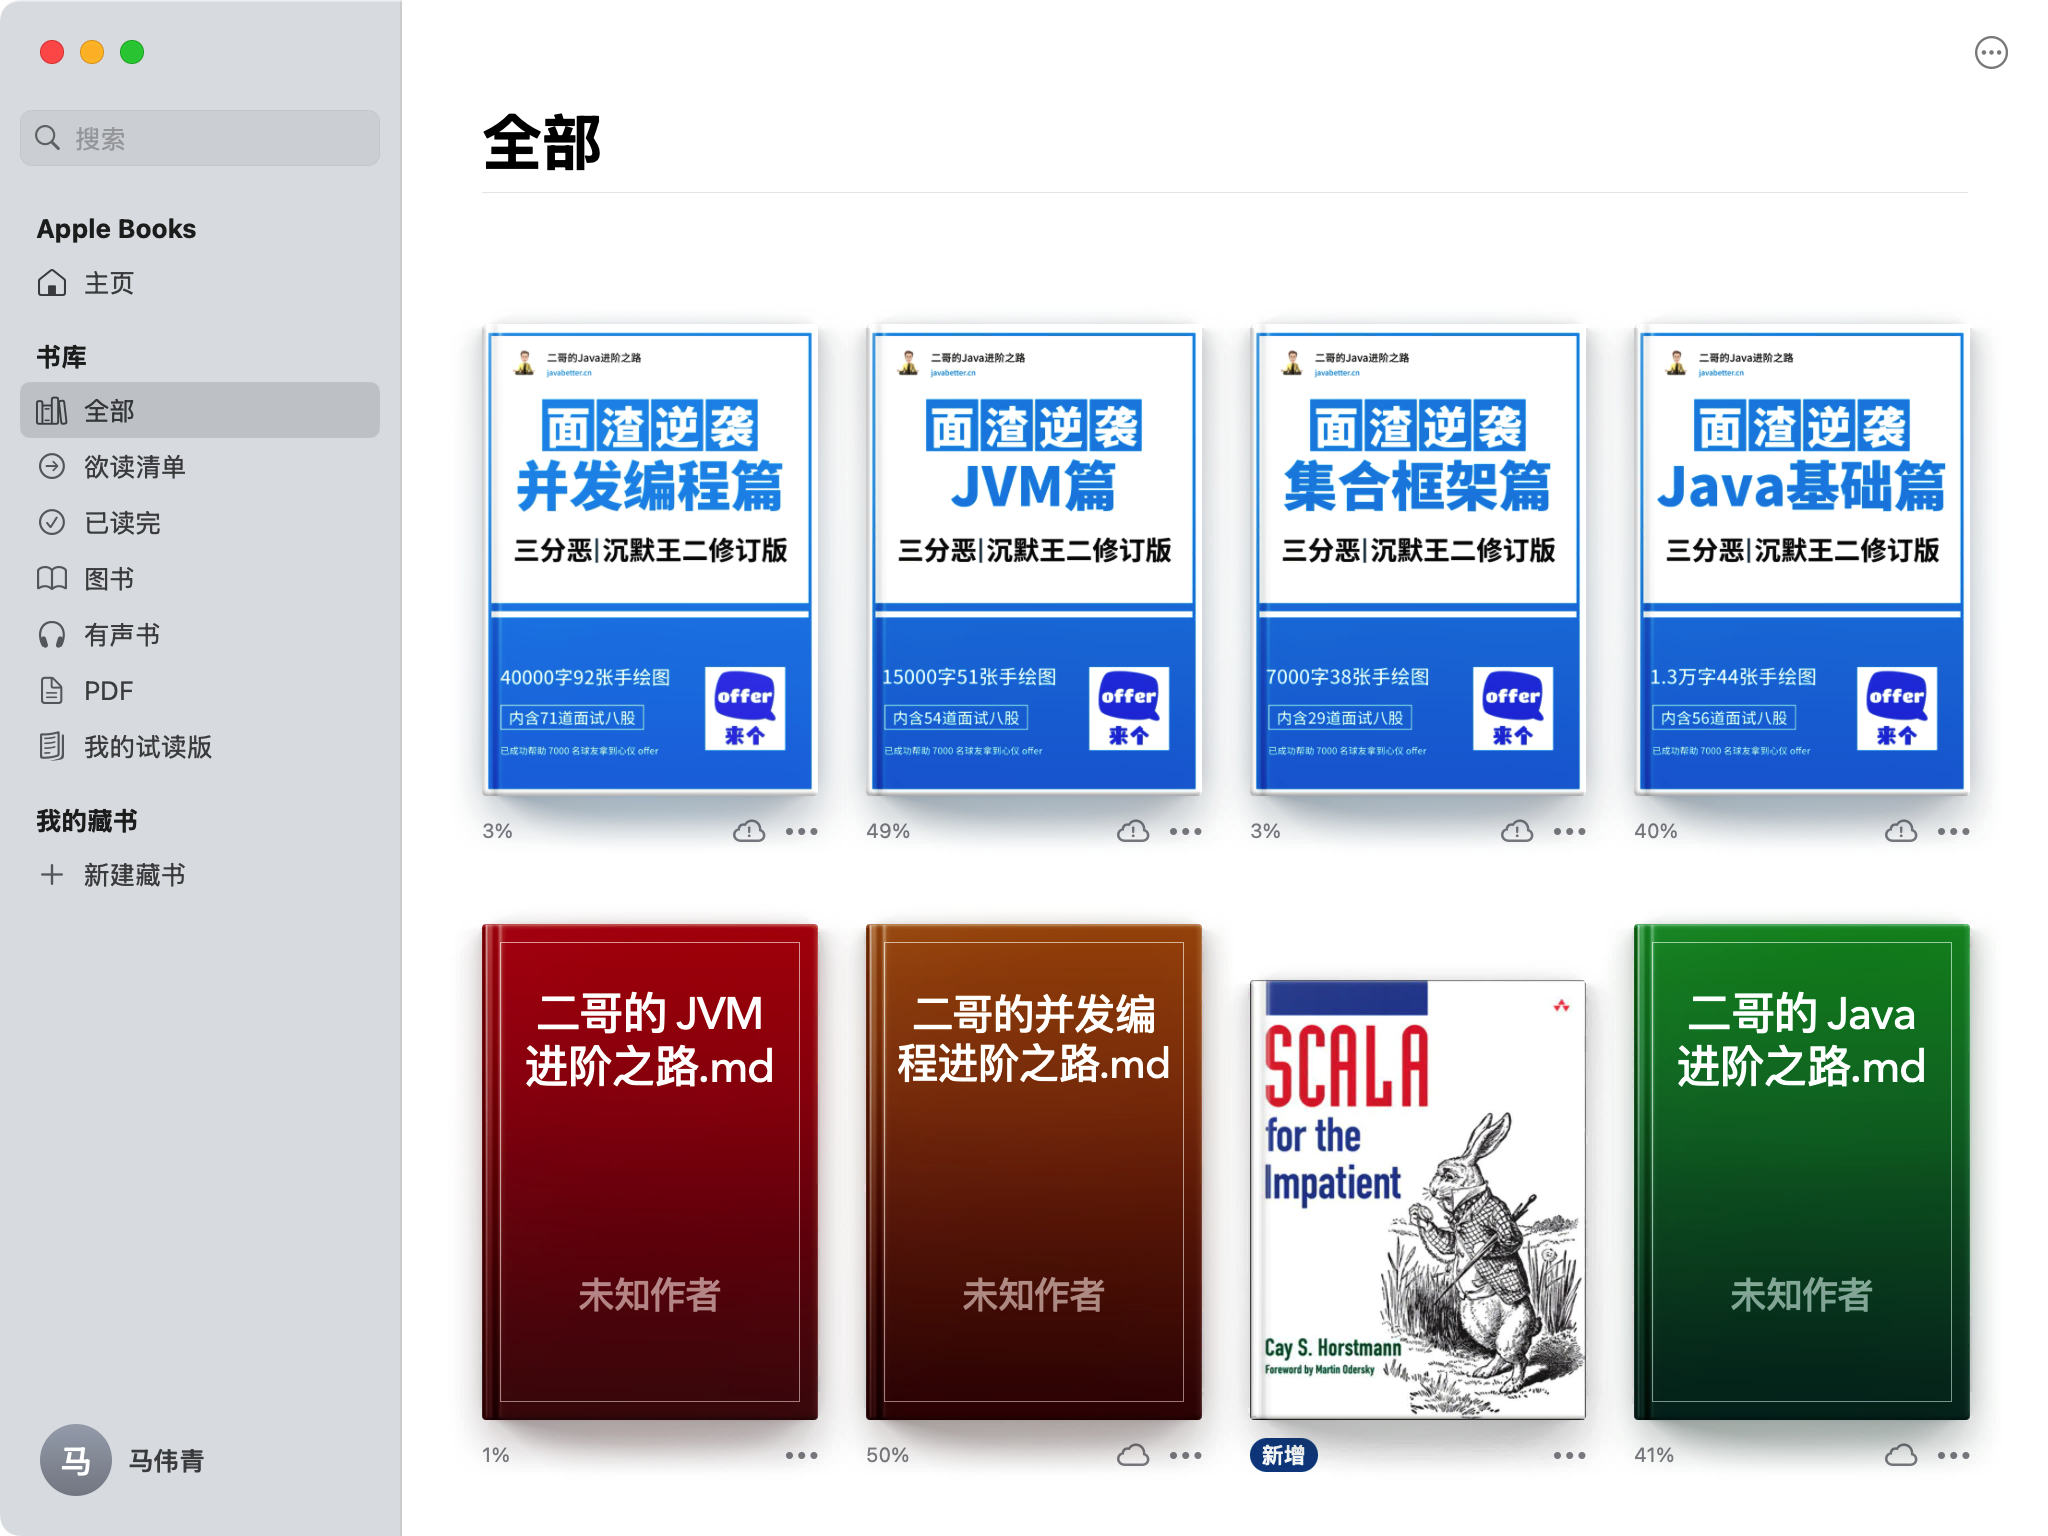 搜索
Apple Books
主页
书库
全部
欲读清单
已读完
图书
有声书
PDF
我的试读版
我的藏书
新建藏书
马
马伟青
全部
二哥的Java进阶之路
javabetter.cn
面渣逆袭
并发编程篇
三分恶|沉默王二修订版
40000字92张手绘图
内含71道面试八股
已成功帮助 7000 名球友拿到心仪 offer
offer
来个
3%
二哥的Java进阶之路
javabetter.cn
面渣逆袭
JVM篇
三分恶|沉默王二修订版
15000字51张手绘图
内含54道面试八股
已成功帮助 7000 名球友拿到心仪 offer
offer
来个
49%
二哥的Java进阶之路
javabetter.cn
面渣逆袭
集合框架篇
三分恶|沉默王二修订版
7000字38张手绘图
内含29道面试八股
已成功帮助 7000 名球友拿到心仪 offer
offer
来个
3%
二哥的Java进阶之路
javabetter.cn
面渣逆袭
Java基础篇
三分恶|沉默王二修订版
1.3万字44张手绘图
内含56道面试八股
已成功帮助 7000 名球友拿到心仪 offer
offer
来个
40%
二哥的 JVM
进阶之路.md
未知作者
1%
二哥的并发编
程进阶之路.md
未知作者
50%
SCALA
for the
Impatient
Cay S. Horstmann
Foreword by Martin Odersky
新增
二哥的 Java
进阶之路.md
未知作者
41%